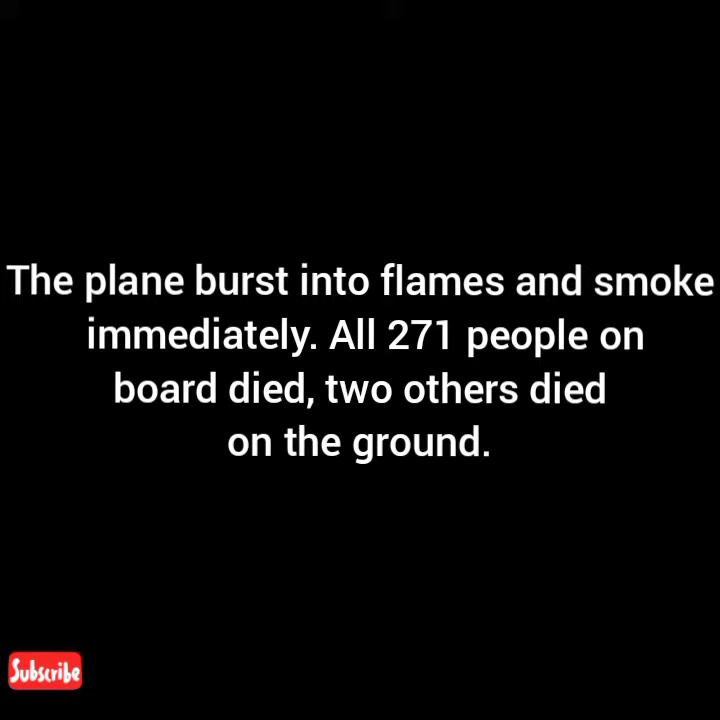 The plane burst into flames and smoke
immediately. All 271 people on
board died, two others died
on the ground.
Subscribe